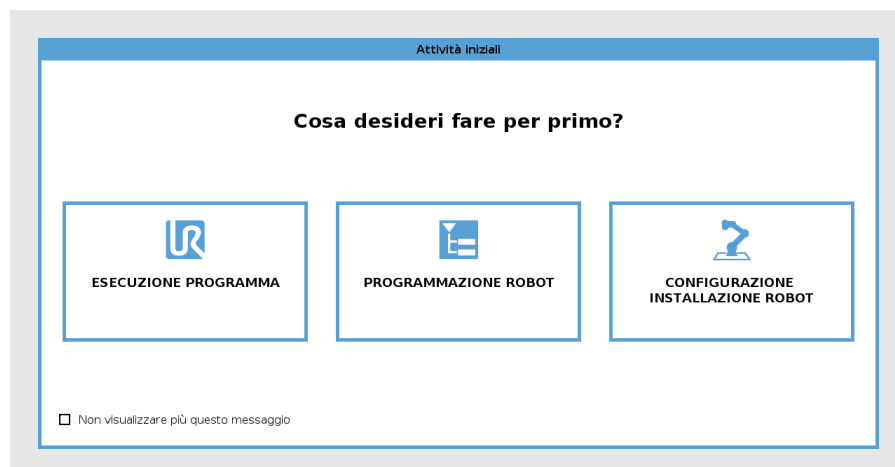 Attività iniziali
Cosa desideri fare per primo?
ESECUZIONE PROGRAMMA
PROGRAMMAZIONE ROBOT
CONFIGURAZIONE
INSTALLAZIONE ROBOT
Non visualizzare più questo messaggio